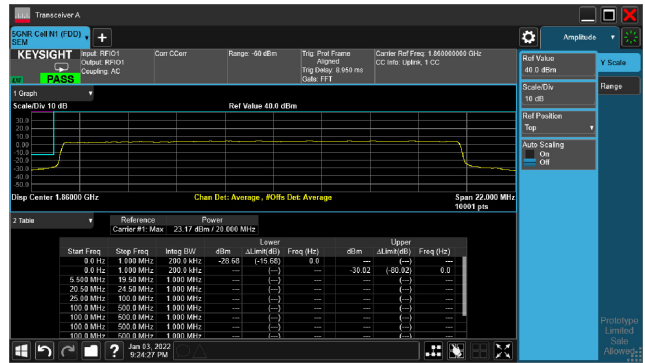 Transceiver A
5GNR Cell N1 (FDD)
SEM
Amplitude
KEYSIGHT
Input: RFIO1
Output: RFIO1
Coupling: AC
Corr CCorr
Range: -60 dBm
Trig: Prot Frame
Aligned
Trig Delay: 8.950 ms
Gate: FFT
Carrier Ref Freq: 1.860000000 GHz
CC Info: Uplink, 1 CC
PASS
Ref Value
40.0 dBm
Y Scale
Scale/Div
10 dB
Range
Ref Position
Top
Auto Scaling
On
Off
1 Graph
Scale/Div 10 dB
Ref Value 40.0 dBm
30.0
20.0
10.0
0.00
-10.0
-20.0
-30.0
-40.0
-50.0
Disp Center 1.86000 GHz
Chan Det: Average , #Offs Det: Average
Span 22.000 MHz
10001 pts
2 Table
Reference Power
Carrier #1: Max 23.17 dBm / 20.000 MHz
Lower Upper
Start Freq Stop Freq Integ BW dBm ΔLimit(dB) Freq (Hz) dBm ΔLimit(dB) Freq (Hz)
0.0 Hz 1.000 MHz 200.0 kHz -28.68 (-15.68) 0.0 --- (---) ---
0.0 Hz 1.000 MHz 200.0 kHz --- (---) --- -30.02 (-80.02) 0.0
5.500 MHz 19.50 MHz 1.000 MHz --- (---) --- --- (---) ---
20.50 MHz 24.50 MHz 1.000 MHz --- (---) --- --- (---) ---
25.00 MHz 100.0 MHz 1.000 MHz --- (---) --- --- (---) ---
100.0 MHz 500.0 MHz 1.000 MHz --- (---) --- --- (---) ---
100.0 MHz 500.0 MHz 1.000 MHz --- (---) --- --- (---) ---
100.0 MHz 500.0 MHz 1.000 MHz --- (---) --- --- (---) ---
100.0 MHz 500.0 MHz 1.000 MHz --- (---) --- --- (---) ---
Jan 03, 2022
9:24:27 PM
Prototype
Limited
Sale
Allowed